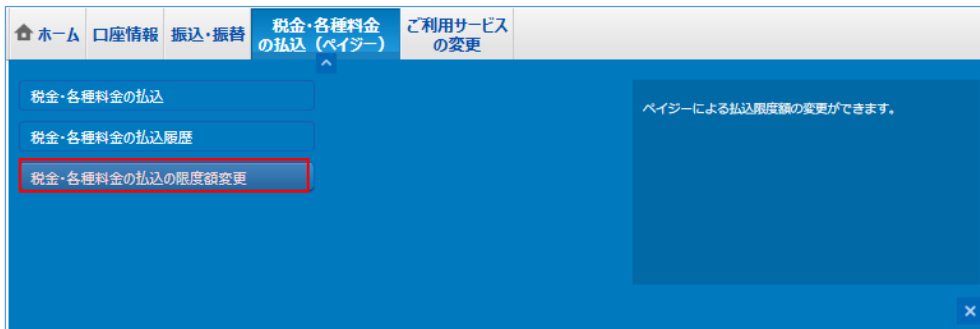 ホーム
口座情報
振込・振替
税金・各種料金
の払込（ペイジー）
ご利用サービス
の変更
税金・各種料金の払込
税金・各種料金の払込履歴
税金・各種料金の払込の限度額変更
ペイジーによる払込限度額の変更ができます。